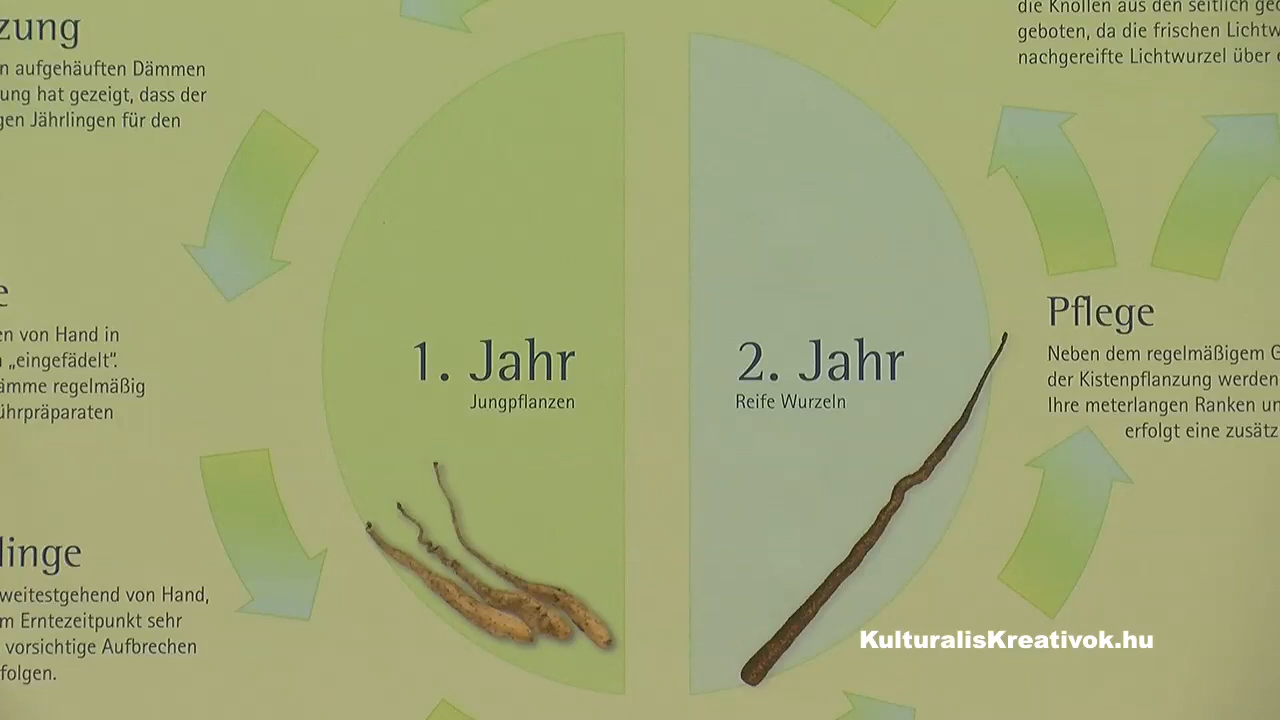 zung
n aufgehäuften Dämmen
ung hat gezeigt, dass der
gen Jährlingen für den
e
en von Hand in
„eingefädelt“.
ämme regelmäßig
ührpräparaten
linge
weitestgehend von Hand,
m Erntezeitpunkt sehr
vorsichtige Aufbrechen
folgen.
1. Jahr
Jungpflanzen
2. Jahr
Reife Wurzeln
die Knollen aus den seitlich geö
geboten, da die frischen Lichtw
nachgereifte Lichtwurzel über
Pflege
Neben dem regelmäßigem G
der Kistenpflanzung werden
Ihre meterlangen Ranken un
erfolgt eine zusätz
KulturalisKreativok.hu